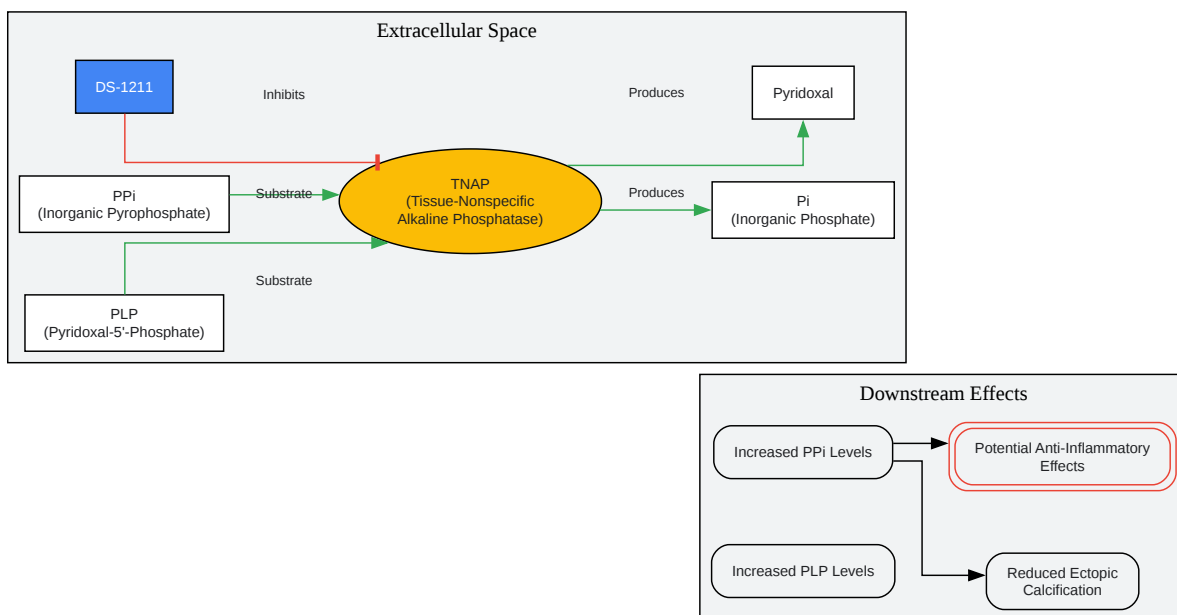 Extracellular Space
DS-1211
Inhibits
Produces
Pyridoxal
PPi
(Inorganic Pyrophosphate)
Substrate
TNAP
(Tissue-Nonspecific
Alkaline Phosphatase)
Produces
Pi
(Inorganic Phosphate)
Substrate
PLP
(Pyridoxal-5'-Phosphate)
Downstream Effects
Increased PPi Levels
Potential Anti-Inflammatory
Effects
Increased PLP Levels
Reduced Ectopic
Calcification